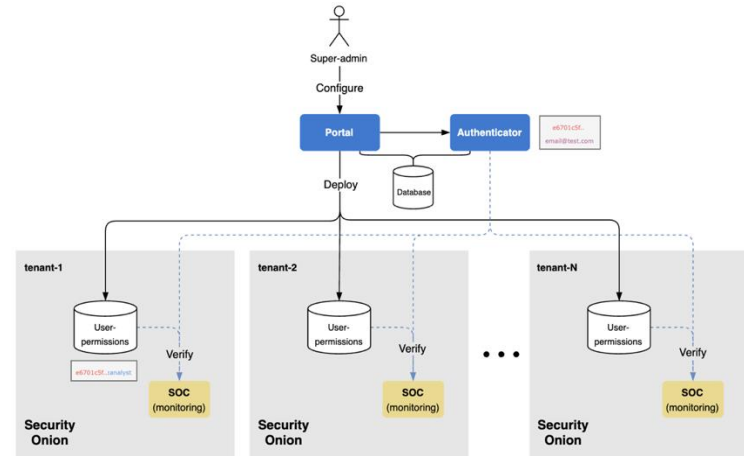 Super-admin
Configure
Portal
Authenticator
e6701c5f..
email@test.com
Database
Deploy
tenant-1
tenant-2
tenant-N
User-
permissions
User-
permissions
User-
permissions
Verify
Verify
Verify
e6701c5f..:analyst
SOC
(monitoring)
SOC
(monitoring)
SOC
(monitoring)
Security
Onion
Security
Onion
Security
Onion